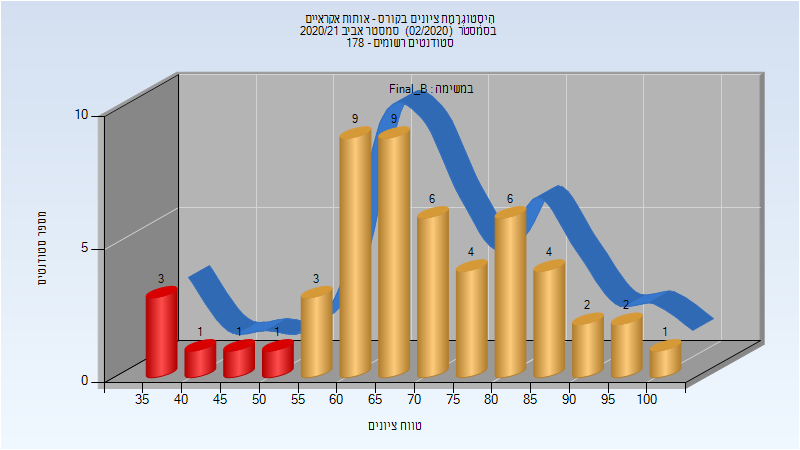 היסטוגרמת ציונים בקורס - אותות אקראיים
בסמסטר (02/2020) סמסטר אביב 2020/21
סטודנטים רשומים - 178
במשימה : Final_B
מספר סטודנטים
10
5
0
3
1
1
1
3
9
9
6
4
6
4
2
2
1
35 40 45 50 55 60 65 70 75 80 85 90 95 100
טווח ציונים